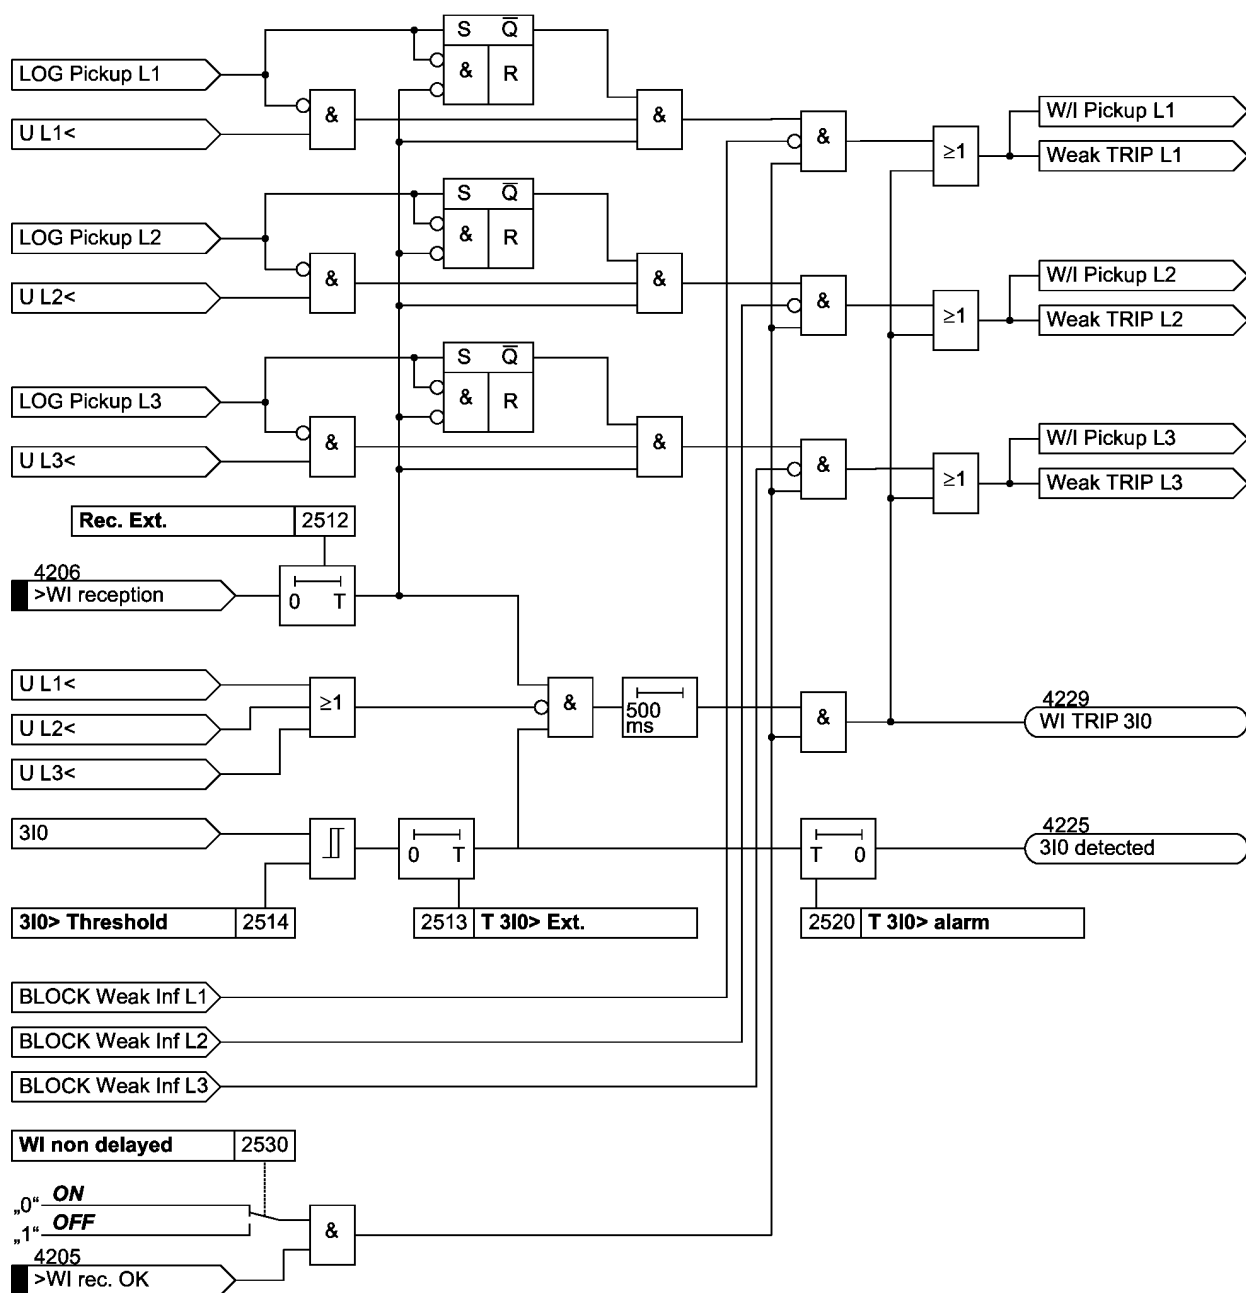 S Q̅
LOG Pickup L1
& R
U L1<
& & &
W/I Pickup L1
≥1
Weak TRIP L1
S Q̅
LOG Pickup L2
& R
U L2<
& & &
W/I Pickup L2
≥1
Weak TRIP L2
S Q̅
LOG Pickup L3
& R
U L3<
& & &
W/I Pickup L3
≥1
Weak TRIP L3
Rec. Ext. 2512
4206
>WI reception
0 T
U L1<
U L2<
U L3<
≥1
&
500
ms
&
4229
WI TRIP 3I0
3I0
0 T
T 0
4225
3I0 detected
3I0> Threshold 2514
2513 T 3I0> Ext.
2520 T 3I0> alarm
BLOCK Weak Inf L1
BLOCK Weak Inf L2
BLOCK Weak Inf L3
WI non delayed 2530
„0“ ON
„1“ OFF
&
4205
>WI rec. OK